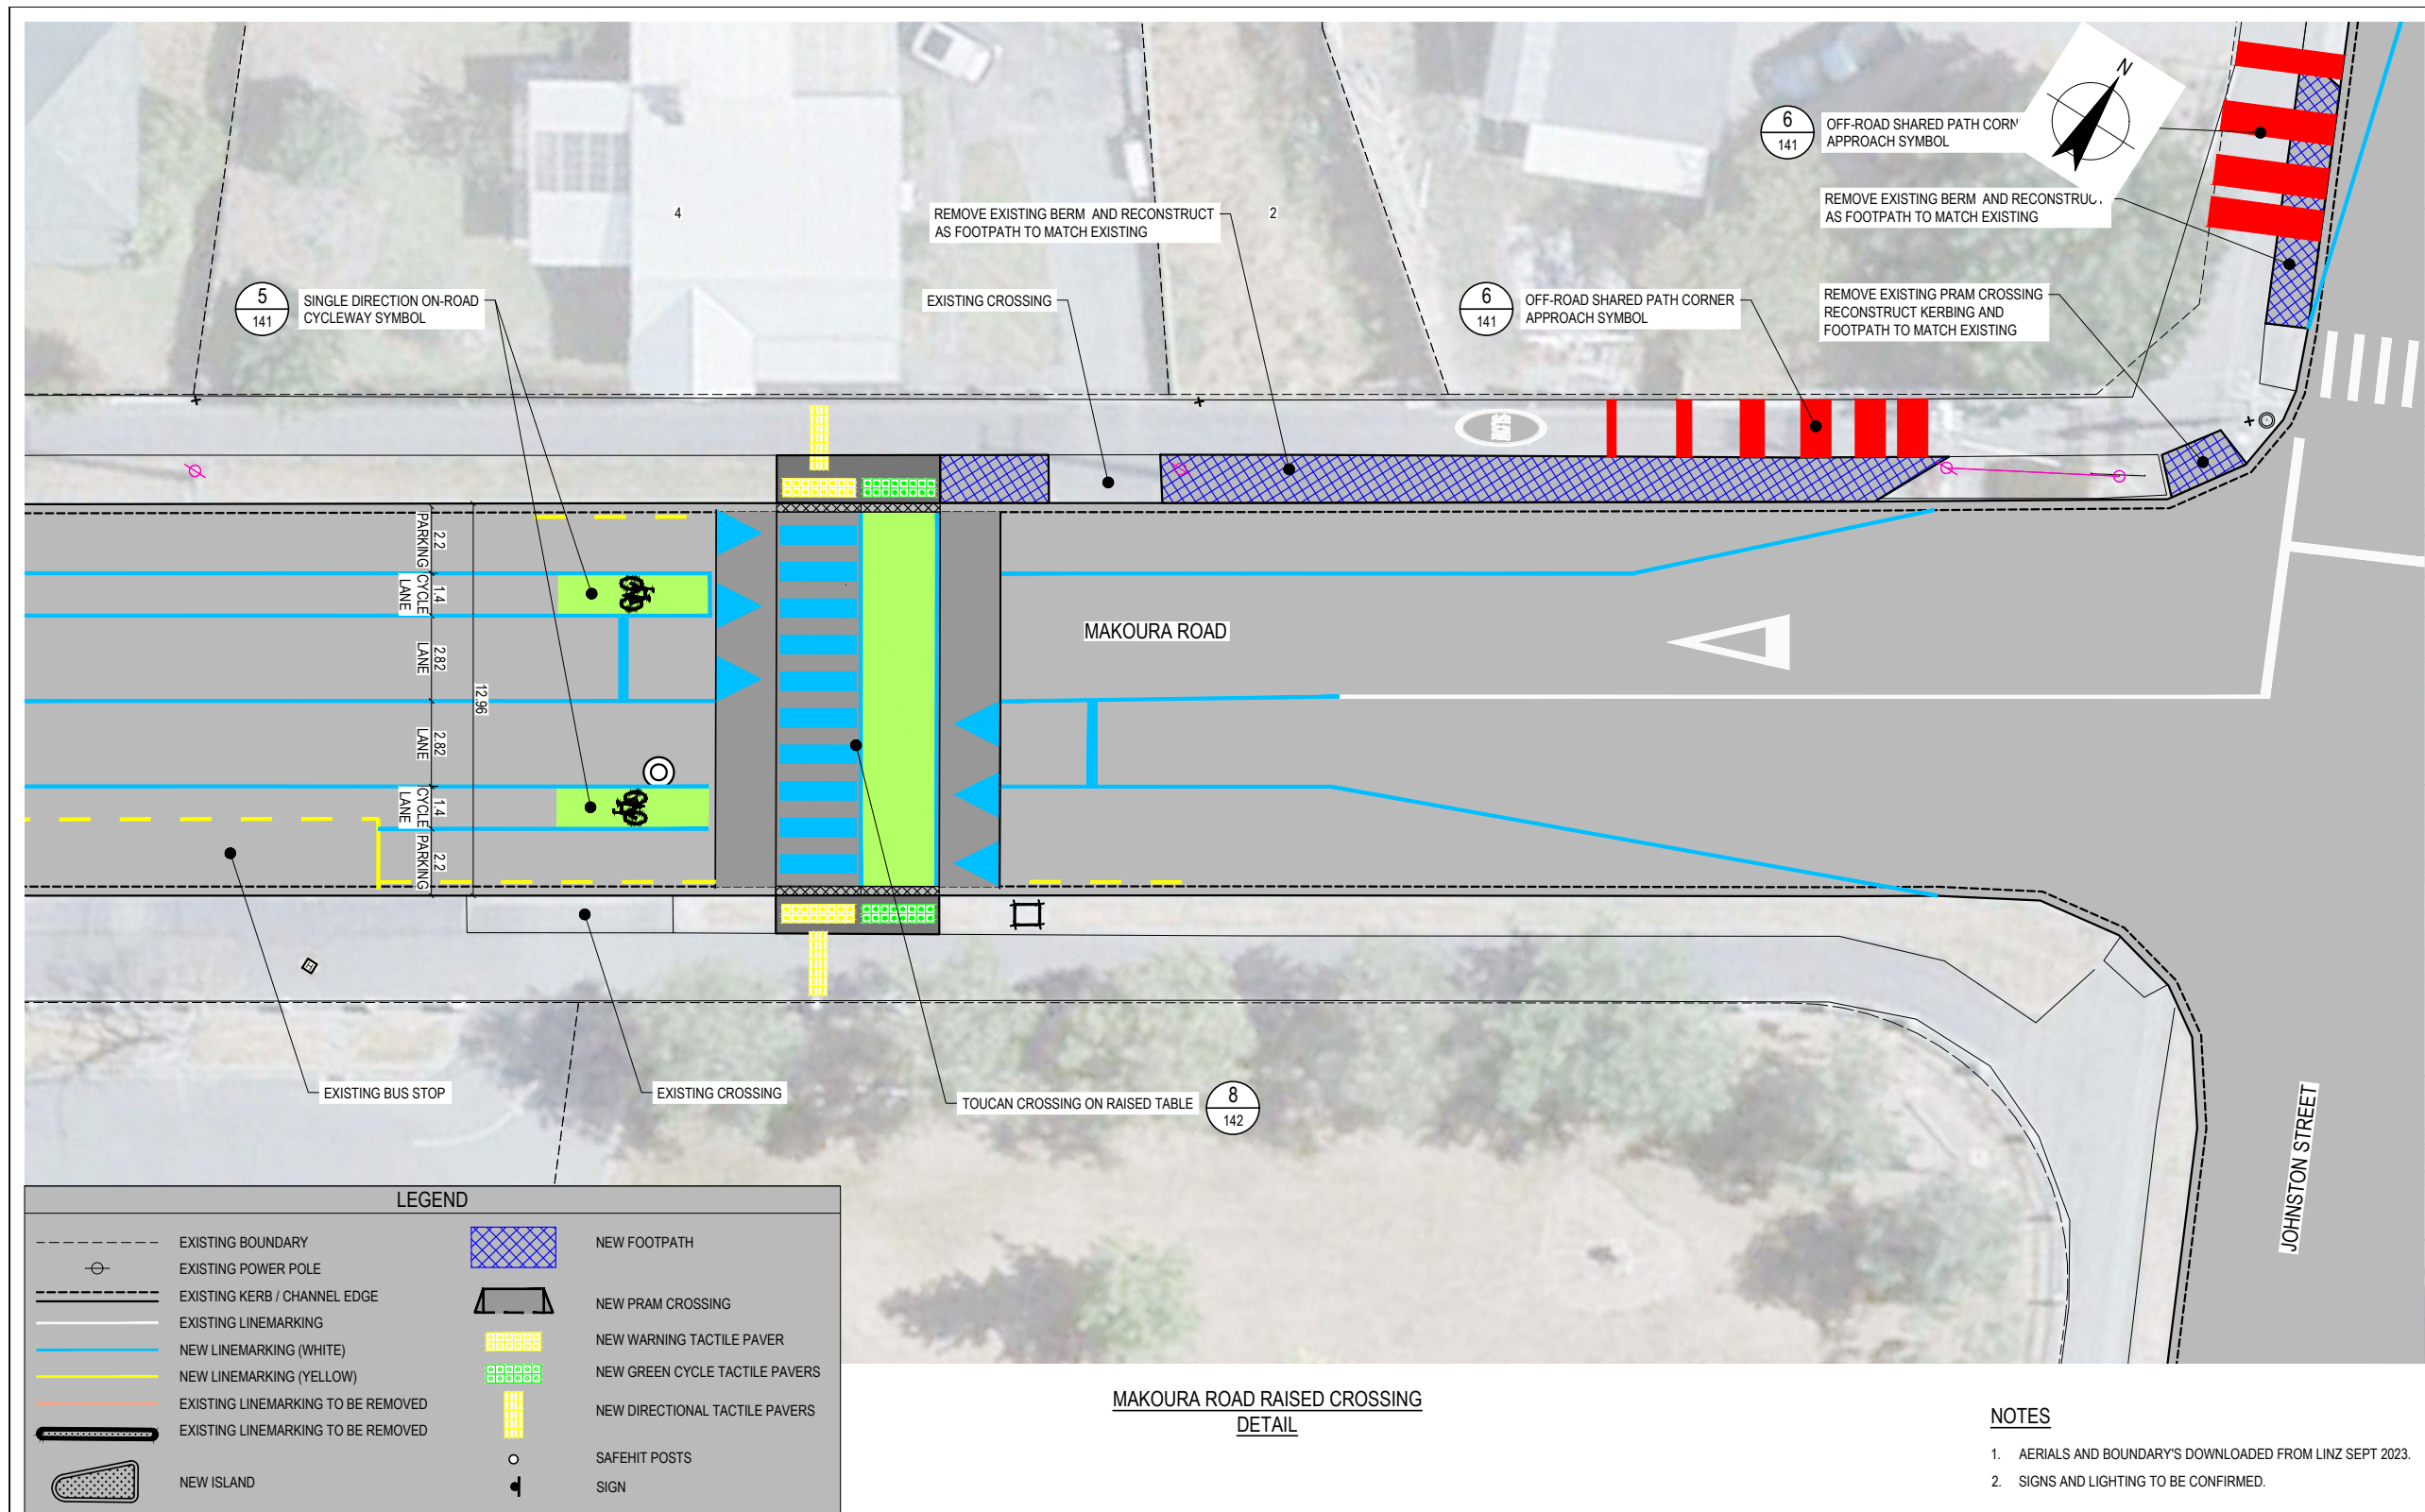 N
6
141
OFF-ROAD SHARED PATH CORN
APPROACH SYMBOL
REMOVE EXISTING BERM AND RECONSTRUC
AS FOOTPATH TO MATCH EXISTING
4
2
REMOVE EXISTING BERM AND RECONSTRUCT
AS FOOTPATH TO MATCH EXISTING
5
141
SINGLE DIRECTION ON-ROAD
CYCLEWAY SYMBOL
EXISTING CROSSING
6
141
OFF-ROAD SHARED PATH CORNER
APPROACH SYMBOL
REMOVE EXISTING PRAM CROSSING
RECONSTRUCT KERBING AND
FOOTPATH TO MATCH EXISTING
2.2
PARKING
1.4
CYCLE
LANE
2.82
LANE
12.96
2.82
LANE
1.4
CYCLE
LANE
2.2
PARKING
MAKOURA ROAD
H
EXISTING BUS STOP
EXISTING CROSSING
TOUCAN CROSSING ON RAISED TABLE
8
142
JOHNSTON STREET
LEGEND
EXISTING BOUNDARY
EXISTING POWER POLE
EXISTING KERB / CHANNEL EDGE
EXISTING LINEMARKING
NEW LINEMARKING (WHITE)
NEW LINEMARKING (YELLOW)
EXISTING LINEMARKING TO BE REMOVED
EXISTING LINEMARKING TO BE REMOVED
NEW ISLAND
NEW FOOTPATH
NEW PRAM CROSSING
NEW WARNING TACTILE PAVER
NEW GREEN CYCLE TACTILE PAVERS
NEW DIRECTIONAL TACTILE PAVERS
SAFEHIT POSTS
SIGN
MAKOURA ROAD RAISED CROSSING
DETAIL
NOTES
1. AERIALS AND BOUNDARY'S DOWNLOADED FROM LINZ SEPT 2023.
2. SIGNS AND LIGHTING TO BE CONFIRMED.